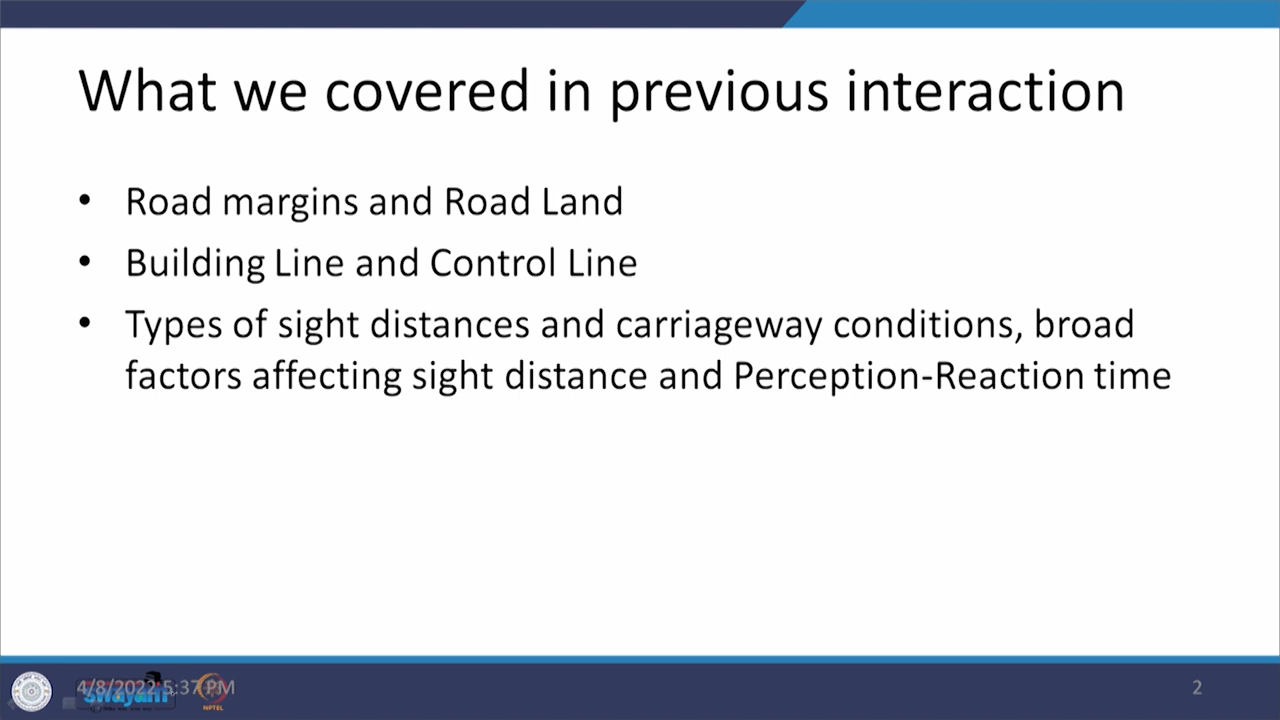 What we covered in previous interaction
• Road margins and Road Land
• Building Line and Control Line
• Types of sight distances and carriageway conditions, broad
factors affecting sight distance and Perception-Reaction time
4/8/2022 5:37 PM
swayam
NPTEL
2